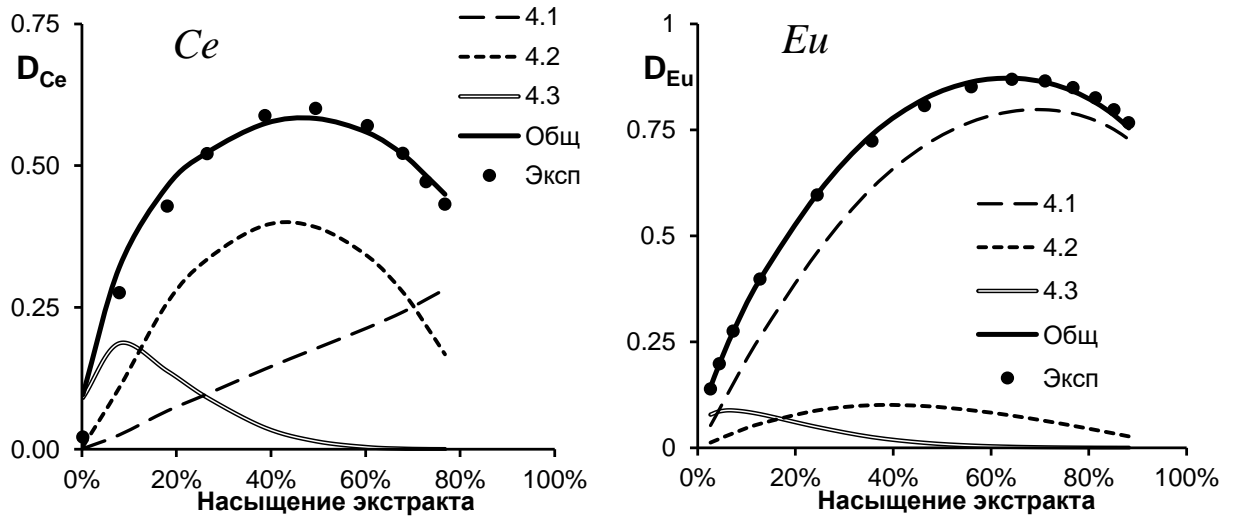 Ce
D_Ce
0.75
0.50
0.25
0.00
0%
20%
40%
60%
80%
100%
Насыщение экстракта
4.1
4.2
4.3
Общ
Эксп
Eu
D_Eu
1
0.75
0.5
0.25
0
0%
20%
40%
60%
80%
100%
Насыщение экстракта
4.1
4.2
4.3
Общ
Эксп